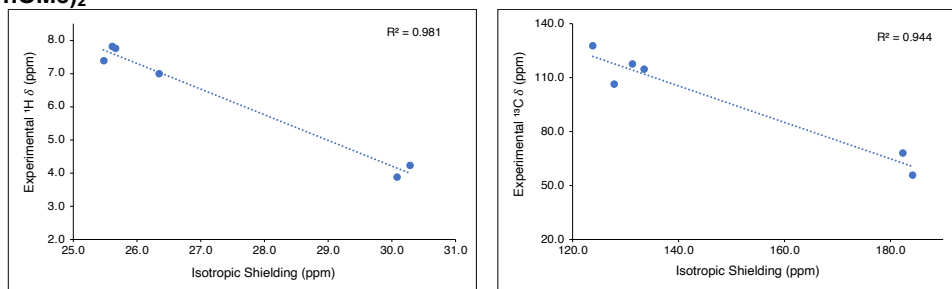 nOMe)₂
R² = 0.981
Experimental ¹H δ (ppm)
8.0
7.0
6.0
5.0
4.0
3.0
2.0
25.0 26.0 27.0 28.0 29.0 30.0 31.0
Isotropic Shielding (ppm)
R² = 0.944
Experimental ¹³C δ (ppm)
140.0
110.0
80.0
50.0
20.0
120.0 140.0 160.0 180.0
Isotropic Shielding (ppm)